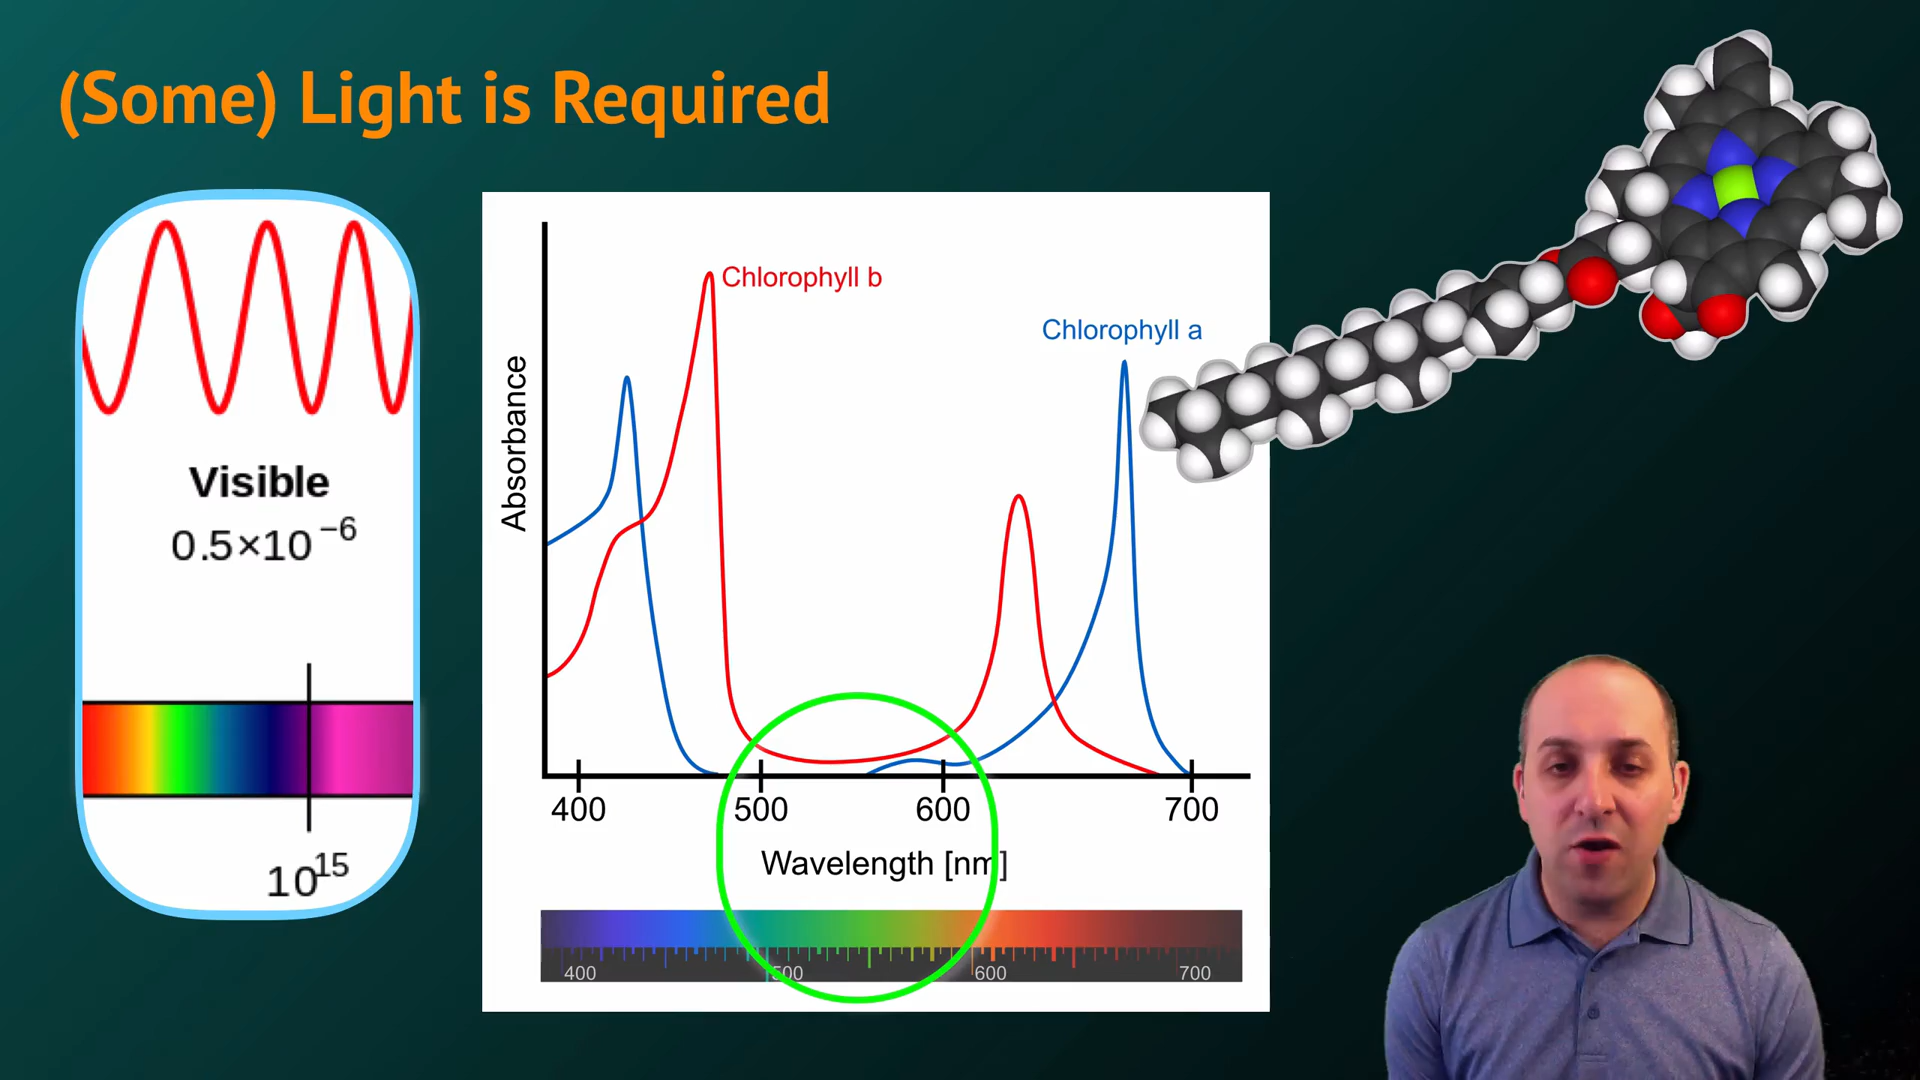 (Some) Light is Required
Visible
0.5×10⁻⁶
10¹⁵
Chlorophyll b
Chlorophyll a
Absorbance
400 500 600 700
Wavelength [nm]
400 500 600 700